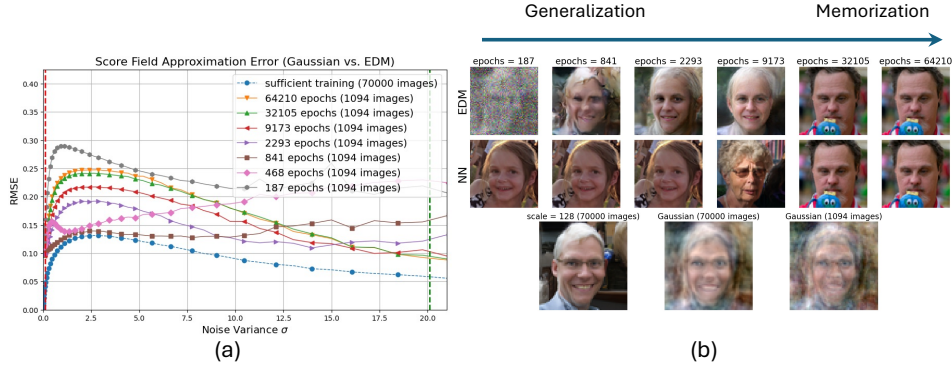 Generalization
Memorization
Score Field Approximation Error (Gaussian vs. EDM)
RMSE
0.40
0.35
0.30
0.25
0.20
0.15
0.10
0.05
0.00
sufficient training (70000 images)
64210 epochs (1094 images)
32105 epochs (1094 images)
9173 epochs (1094 images)
2293 epochs (1094 images)
841 epochs (1094 images)
468 epochs (1094 images)
187 epochs (1094 images)
0.0 2.5 5.0 7.5 10.0 12.5 15.0 17.5 20.0
Noise Variance σ
(a)
epochs = 187 epochs = 841 epochs = 2293 epochs = 9173 epochs = 32105 epochs = 64210
EDM
NN
scale = 128 (70000 images) Gaussian (70000 images) Gaussian (1094 images)
(b)